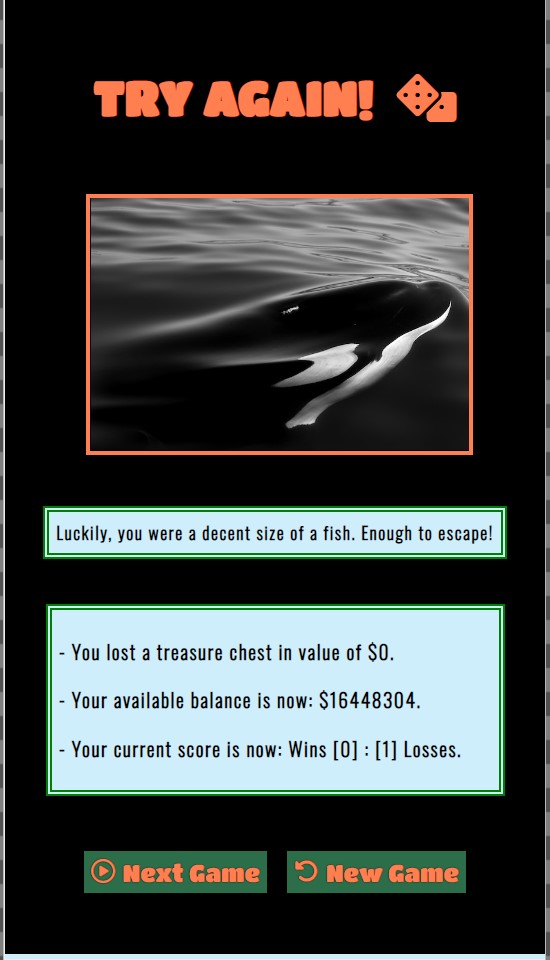 TRY AGAIN!
Luckily, you were a decent size of a fish. Enough to escape!
- You lost a treasure chest in value of $0.
- Your available balance is now: $16448304.
- Your current score is now: Wins [0] : [1] Losses.
Next Game New Game